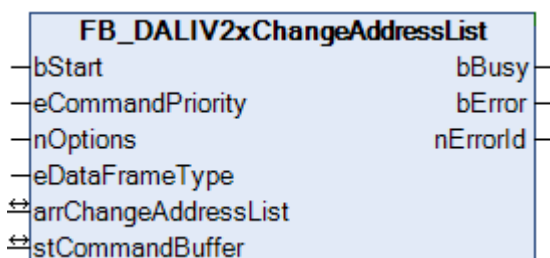 FB_DALIV2xChangeAddressList
bStart bBusy
eCommandPriority bError
nOptions nErrorId
eDataFrameType
arrChangeAddressList
stCommandBuffer